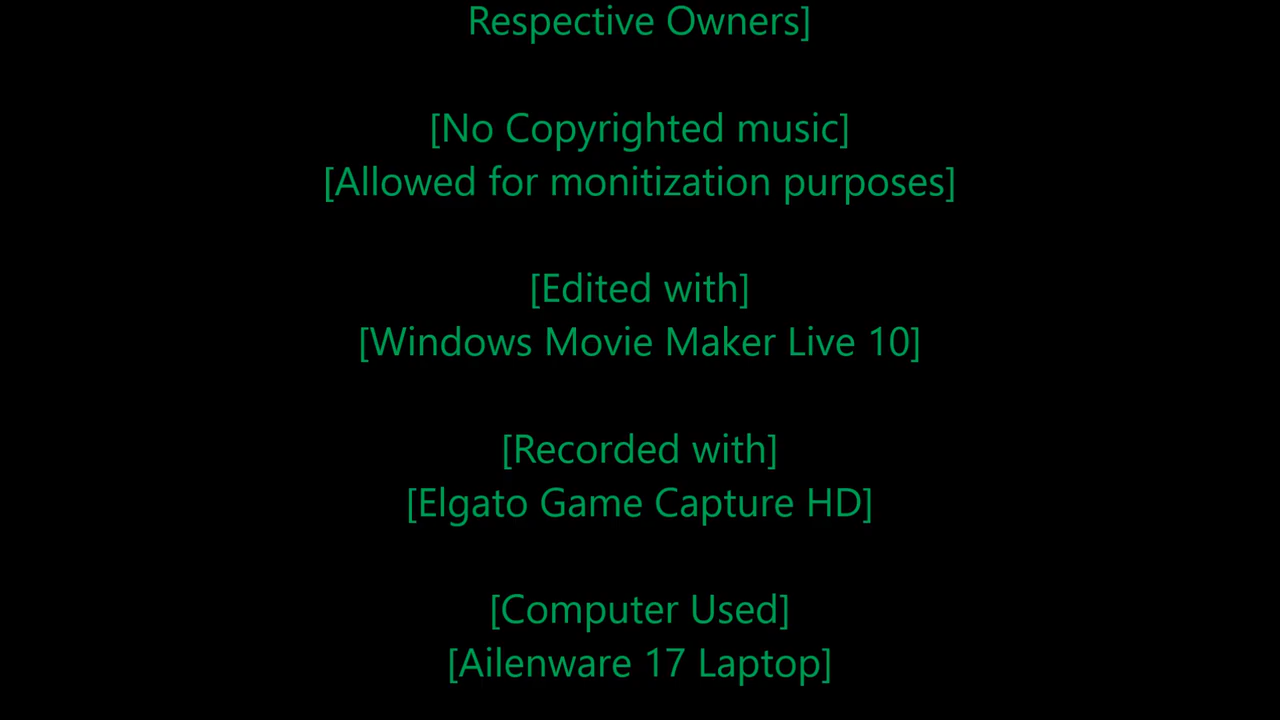 Respective Owners]
[No Copyrighted music]
[Allowed for monitization purposes]
[Edited with]
[Windows Movie Maker Live 10]
[Recorded with]
[Elgato Game Capture HD]
[Computer Used]
[Ailenware 17 Laptop]